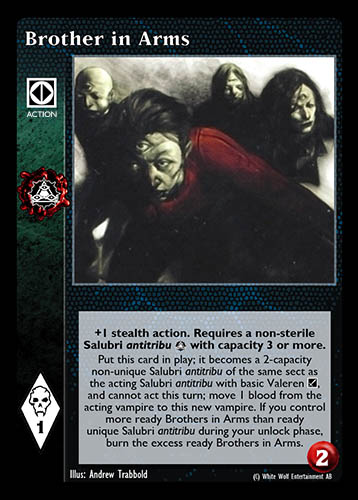 Brother in Arms
ACTION
+1 stealth action. Requires a non-sterile
Salubri antitribu with capacity 3 or more.
Put this card in play; it becomes a 2-capacity
non-unique Salubri antitribu of the same sect as
the acting Salubri antitribu with basic Valeren ,
and cannot act this turn; move 1 blood from the
acting vampire to this new vampire. If you control
more ready Brothers in Arms than ready
unique Salubri antitribu during your unlock phase,
burn the excess ready Brothers in Arms.
1
2
Illus: Andrew Trabbold
(C) White Wolf Entertainment AB